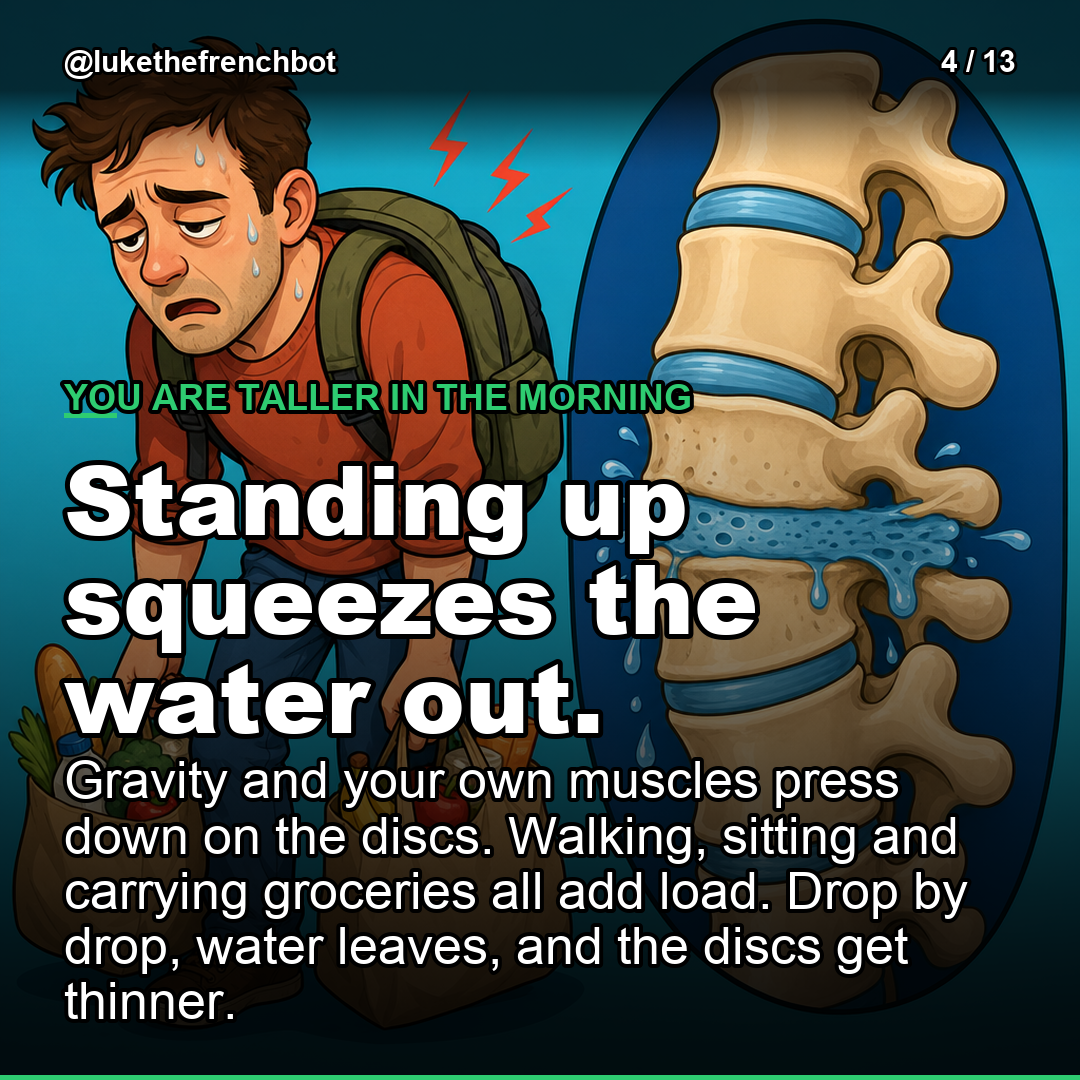 @lukethefrenchbot
4 / 13
YOU ARE TALLER IN THE MORNING
Standing up
squeezes the
water out.
Gravity and your own muscles press
down on the discs. Walking, sitting and
carrying groceries all add load. Drop by
drop, water leaves, and the discs get
thinner.